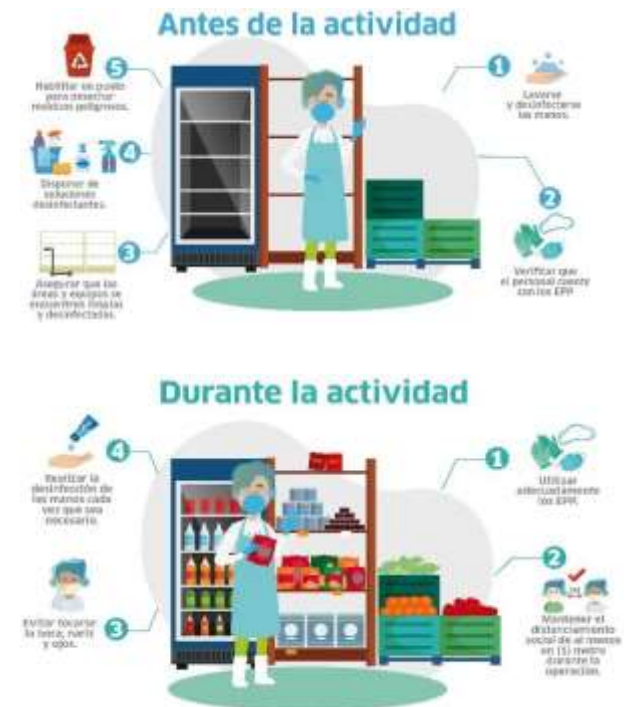 Antes de la actividad
1
Lavarse
y desinfectarse
las manos.
2
Verificar que
el personal cuente
con los EPP
3
Asegurar que las
áreas y equipos se
encuentren limpias
y desinfectadas.
4
Disponer de
soluciones
desinfectantes.
5
Habilitar un punto
para desechar
residuos peligrosos.
Durante la actividad
1
Utilizar
adecuadamente
los EPP.
2
Mantener el
distanciamiento
social de al menos
un (1) metro
durante la
operación.
3
Evitar tocarse
la boca, nariz
y ojos.
4
Realizar la
desinfección de
las manos cada
vez que sea
necesario.